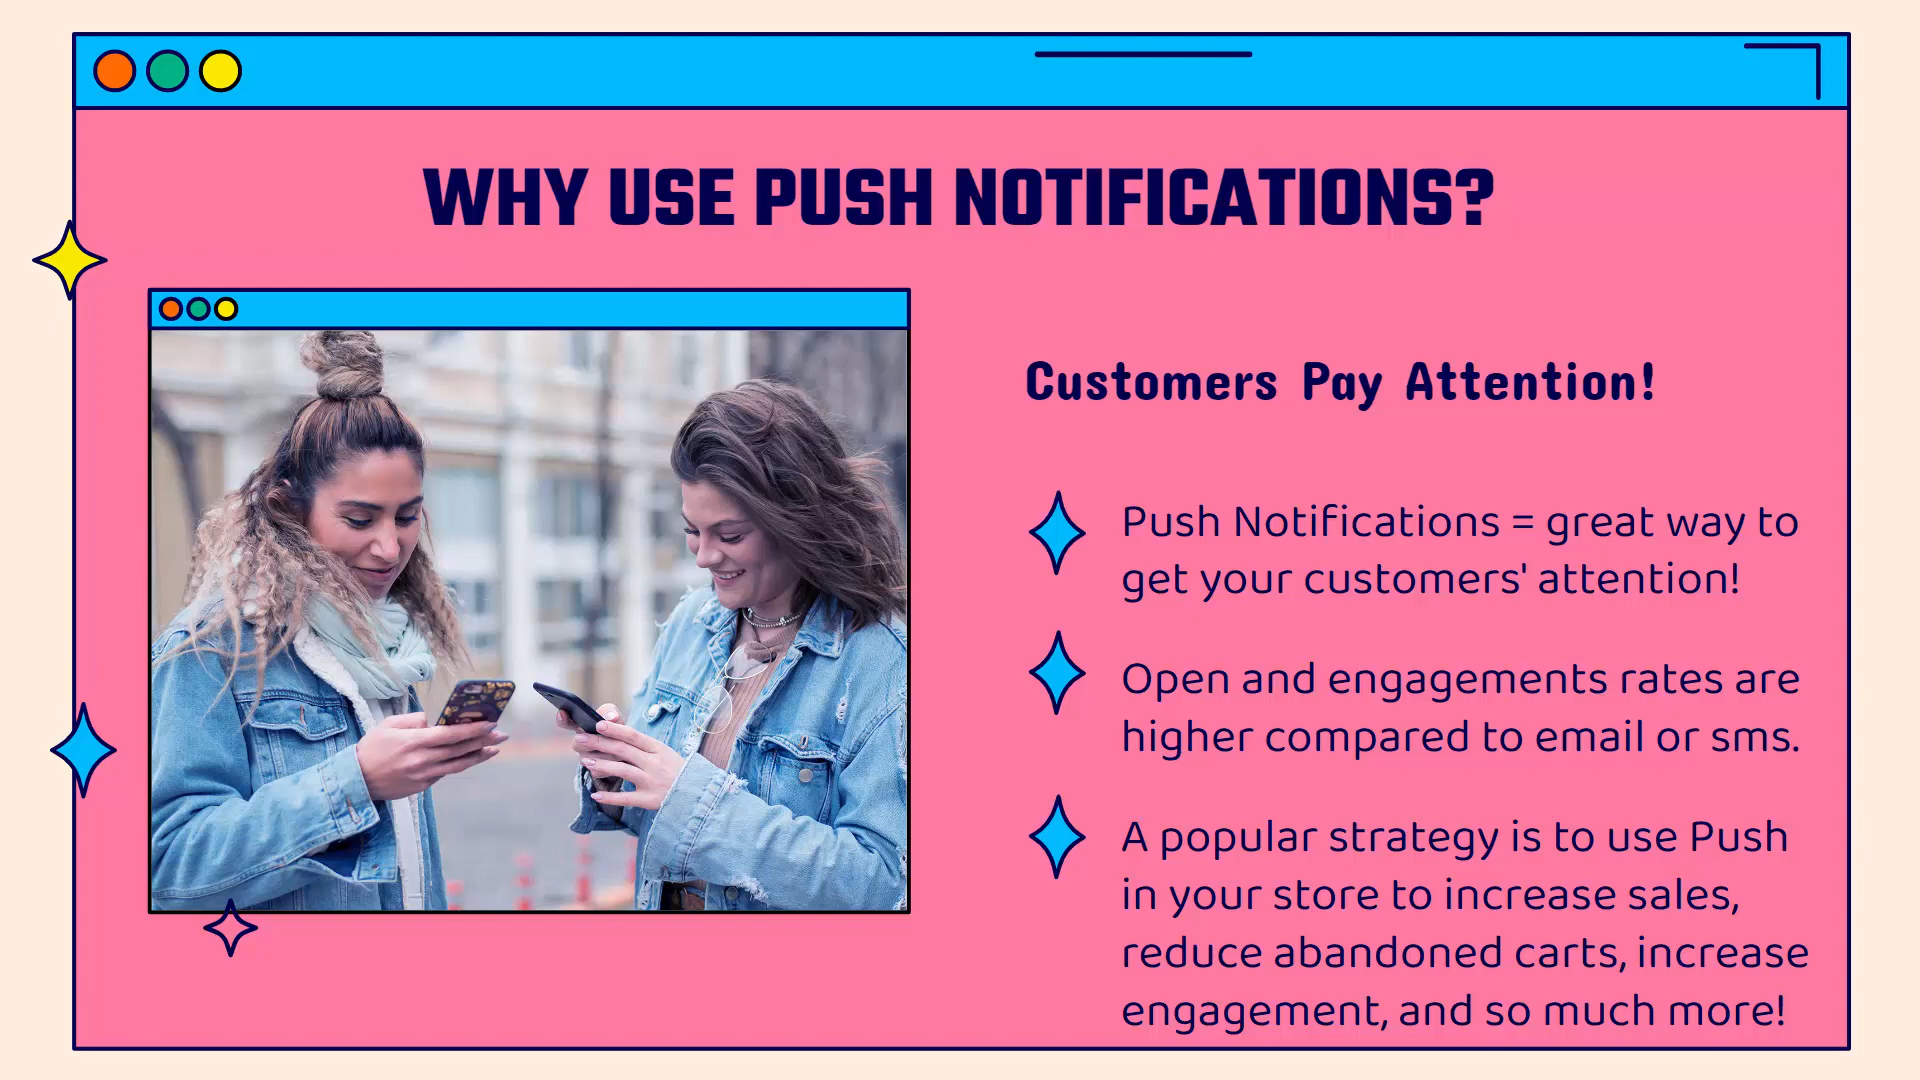 WHY USE PUSH NOTIFICATIONS?
Customers Pay Attention!
Push Notifications = great way to
get your customers' attention!
Open and engagements rates are
higher compared to email or sms.
A popular strategy is to use Push
in your store to increase sales,
reduce abandoned carts, increase
engagement, and so much more!